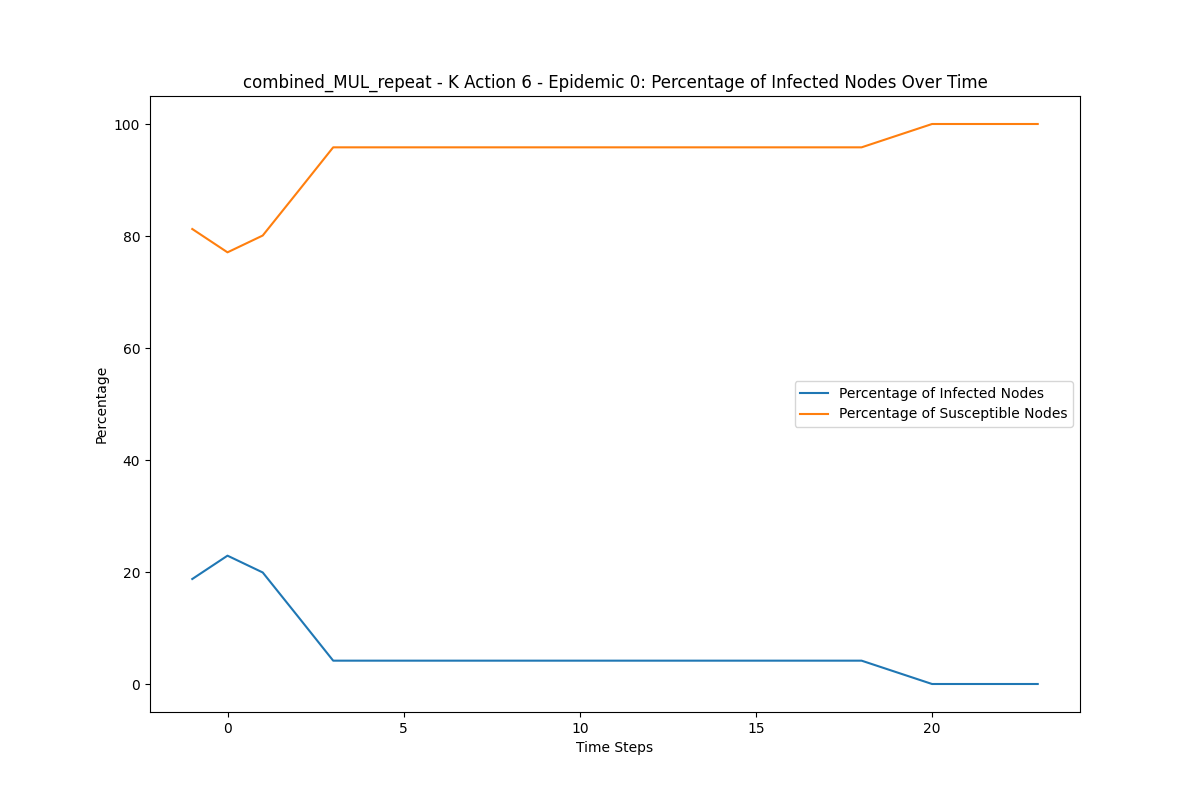 combined_MUL_repeat - K Action 6 - Epidemic 0: Percentage of Infected Nodes Over Time
100
80
60
40
20
0
Percentage
Percentage of Infected Nodes
Percentage of Susceptible Nodes
0 5 10 15 20
Time Steps